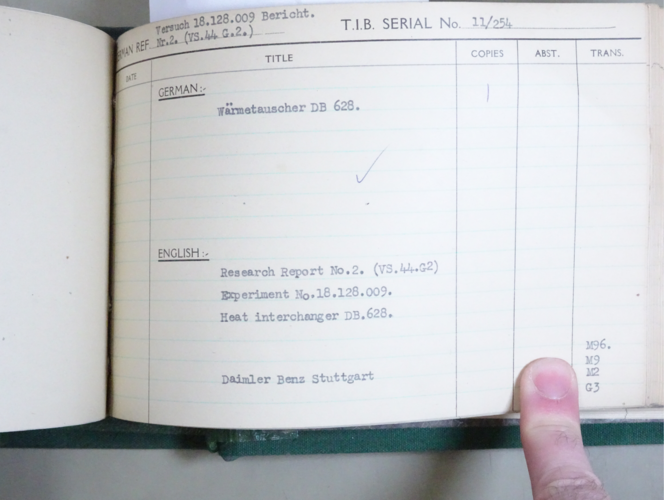 Versuch 18.128.009 Bericht.
GERMAN REF Nr.2. (VS.44 G.2.)
T.I.B. SERIAL No. 11/254
DATE TITLE COPIES ABST. TRANS.
GERMAN:-
Wärmetauscher DB 628.
1
ENGLISH:-
Research Report No.2. (VS.44.G2)
Experiment No.18.128.009.
Heat interchanger DB.628.
Daimler Benz Stuttgart
M96.
M9
M2
G3